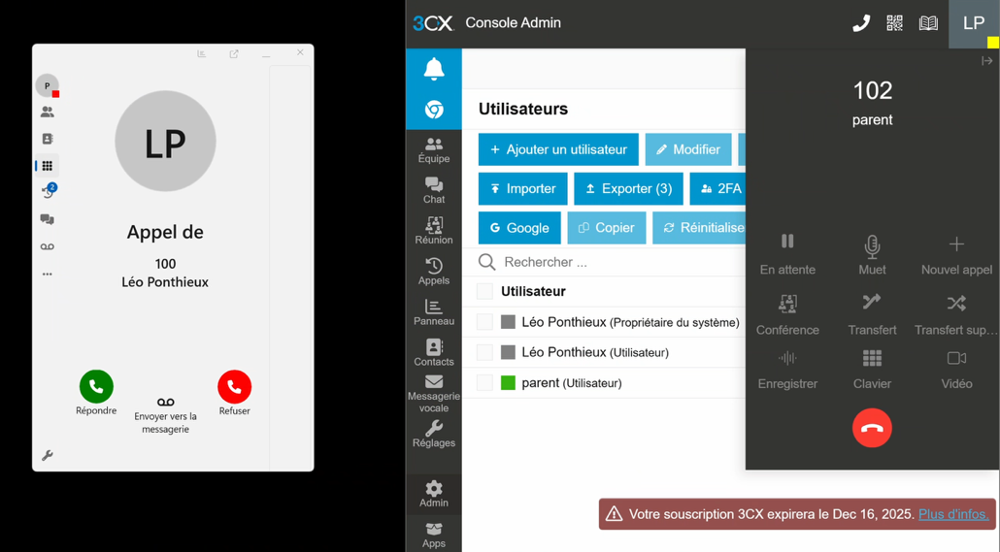 P
2
LP
Appel de
100
Léo Ponthieux
Répondre
Envoyer vers la
messagerie
Refuser
3CX
Console Admin
LP
Équipe
Chat
Réunion
Appels
Panneau
Contacts
Messagerie
vocale
Réglages
Admin
Apps
Utilisateurs
+ Ajouter un utilisateur
Modifier
Importer
Exporter (3)
2FA
G Google
Copier
Réinitialise
Rechercher ...
Utilisateur
Léo Ponthieux (Propriétaire du système)
Léo Ponthieux (Utilisateur)
parent (Utilisateur)
102
parent
En attente
Muet
Nouvel appel
Conférence
Transfert
Transfert sup...
Enregistrer
Clavier
Vidéo
Votre souscription 3CX expirera le Dec 16, 2025. Plus d'infos.